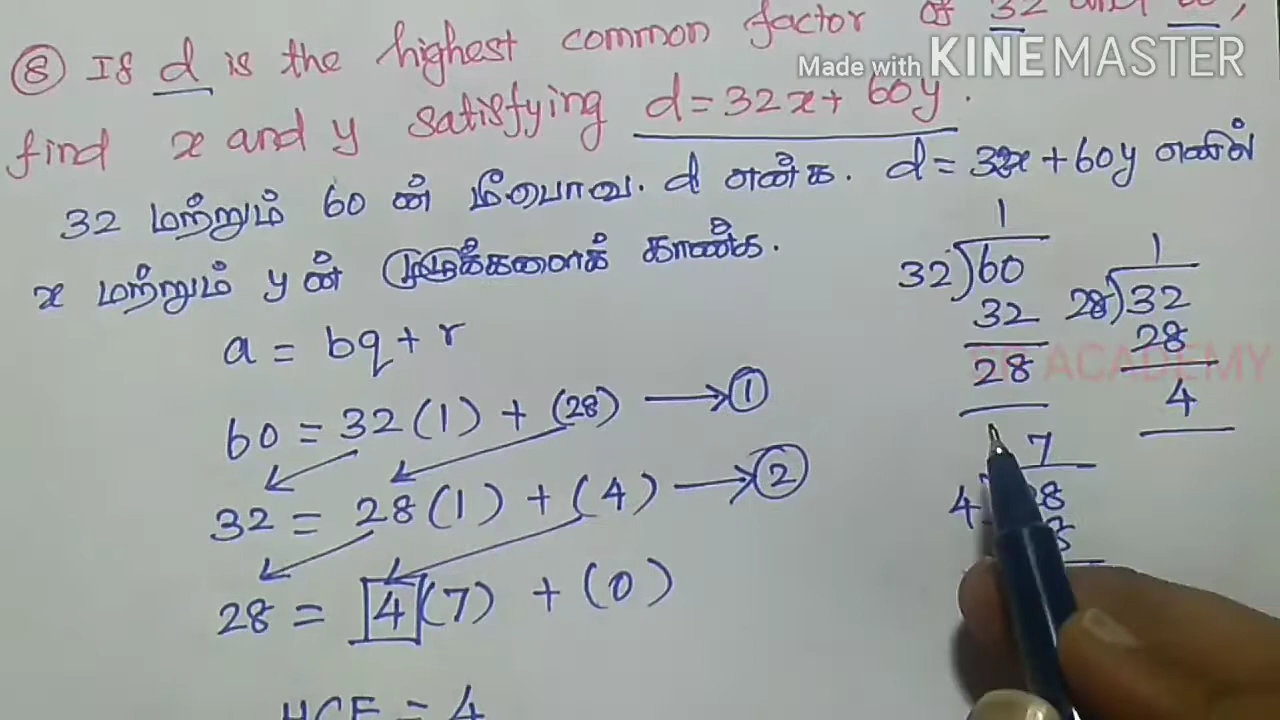 ⑧ If d is the highest common factor of 32 and 60,
Made with KINEMASTER
find x and y satisfying d = 32x + 60y.
32 மற்றும் 60 ன் மீபொவ. d என்க. d = 32x + 60y எனில்
x மற்றும் y ன் முழுக்களைக் காண்க.
a = bq + r
60 = 32 (1) + (28) → ①
32 = 28 (1) + (4) → ②
28 = 4 (7) + (0)
HCF = 4
1
32) 60
32
28
1
28) 32
28
4
ACADEMY
7
4